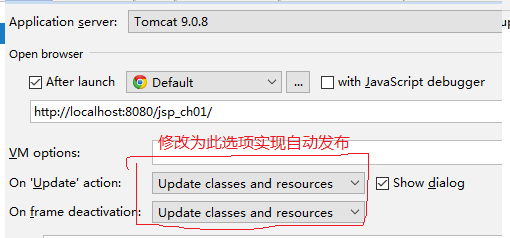 Application server: Tomcat 9.0.8
Open browser
After launch Default ... with JavaScript debugger
http://localhost:8080/jsp_ch01/
修改为此选项实现自动发布
VM options:
On 'Update' action: Update classes and resources Show dialog
On frame deactivation: Update classes and resources